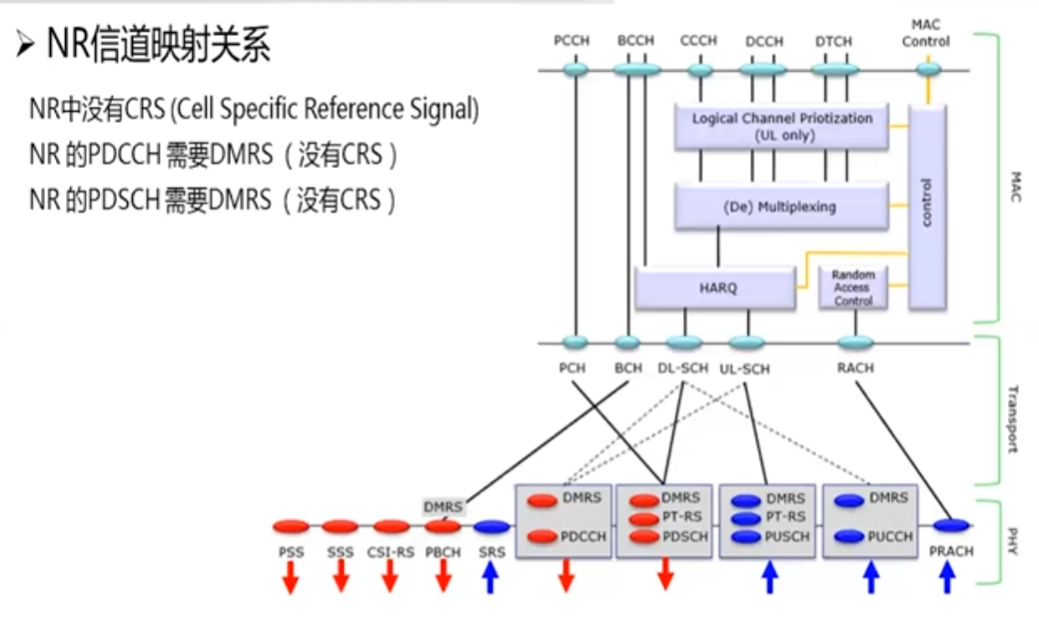 NR信道映射关系
NR中没有CRS (Cell Specific Reference Signal)
NR 的PDCCH 需要DMRS（没有CRS）
NR 的PDSCH 需要DMRS（没有CRS）
PCCH BCCH CCCH DCCH DTCH MAC
Control
Logical Channel Priotization
(UL only)
(De) Multiplexing
control
MAC
HARQ
Random
Access
Control
PCH BCH DL-SCH UL-SCH RACH
Transport
DMRS
DMRS DMRS DMRS DMRS
PT-RS PT-RS
PDCCH PDSCH PUSCH PUCCH
PSS SSS CSI-RS PBCH SRS PRACH
PHY